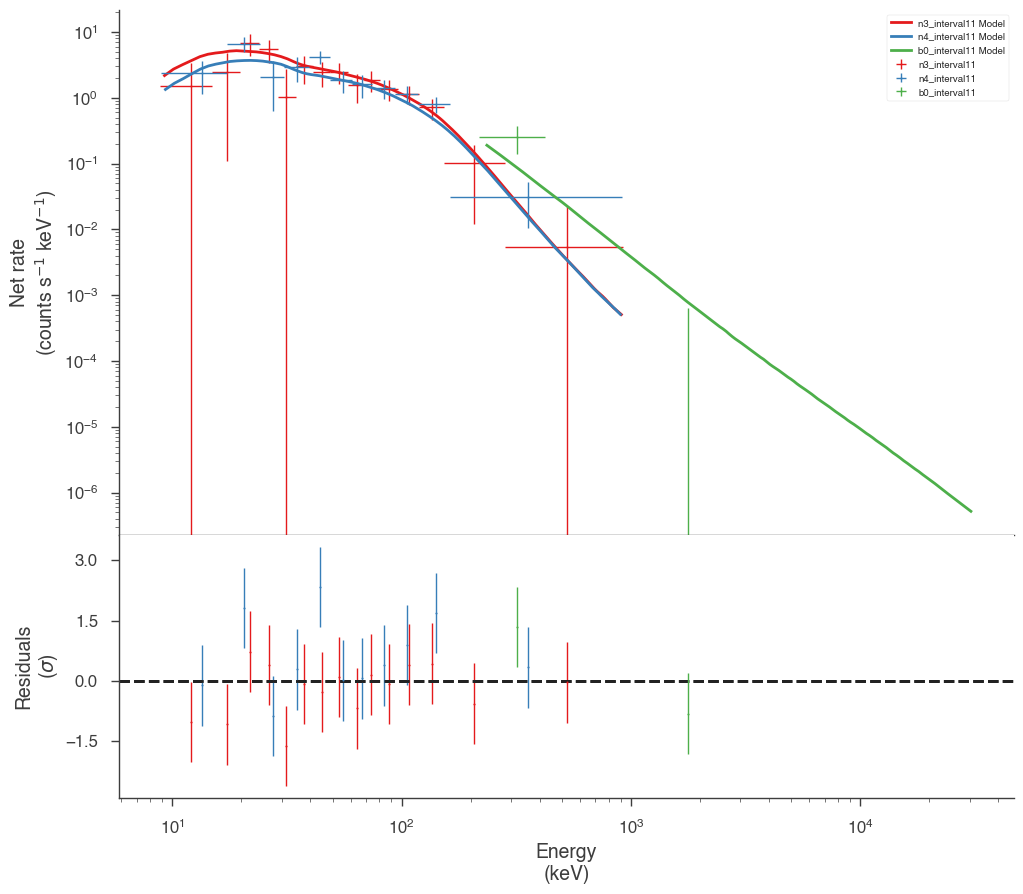 n3_interval11 Model
n4_interval11 Model
b0_interval11 Model
n3_interval11
n4_interval11
b0_interval11
10¹
10⁰
10⁻¹
10⁻²
10⁻³
10⁻⁴
10⁻⁵
10⁻⁶
Net rate
(counts s⁻¹ keV⁻¹)
3.0
1.5
0.0
−1.5
Residuals
(σ)
10¹
10²
10³
10⁴
Energy
(keV)